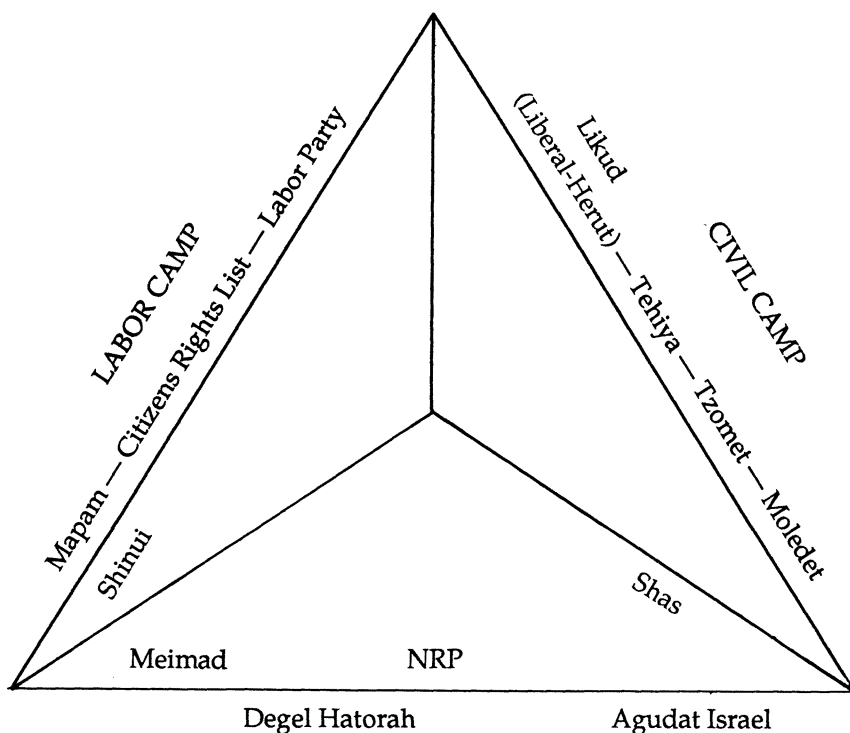 LABOR CAMP
Mapam — Citizens Rights List — Labor Party
Shinui
Likud
(Liberal-Herut) — Tehiya — Tzomet — Moledet
CIVIL CAMP
Shas
Meimad
NRP
Degel Hatorah
Agudat Israel